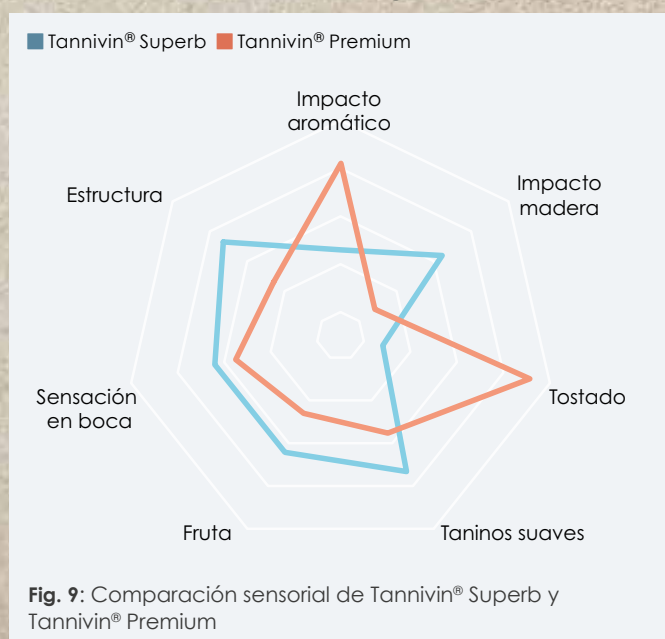 Tannivin® Superb Tannivin® Premium
Impacto
aromático
Impacto
madera
Estructura
Tostado
Sensación
en boca
Fruta
Taninos suaves
Fig. 9: Comparación sensorial de Tannivin® Superb y
Tannivin® Premium